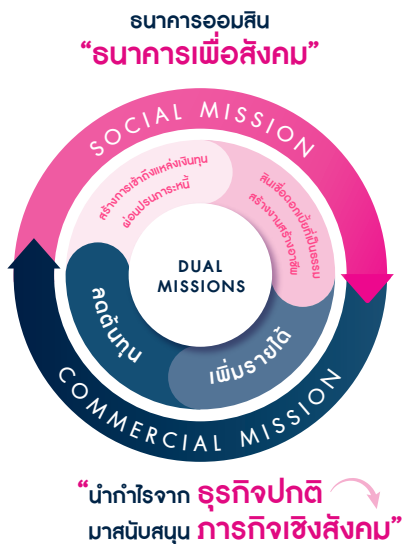 ธนาคารออมสิน
“ธนาคารเพื่อสังคม”
SOCIAL MISSION
สร้างการเข้าถึงแหล่งเงินทุน
ผ่อนปรนภาระหนี้
สินเชื่อดอกเบี้ยที่เป็นธรรม
สร้างงานสร้างอาชีพ
DUAL
MISSIONS
ลดต้นทุน
เพิ่มรายได้
COMMERCIAL MISSION
“นำกำไรจาก ธุรกิจปกติ
มาสนับสนุน ภารกิจเชิงสังคม”